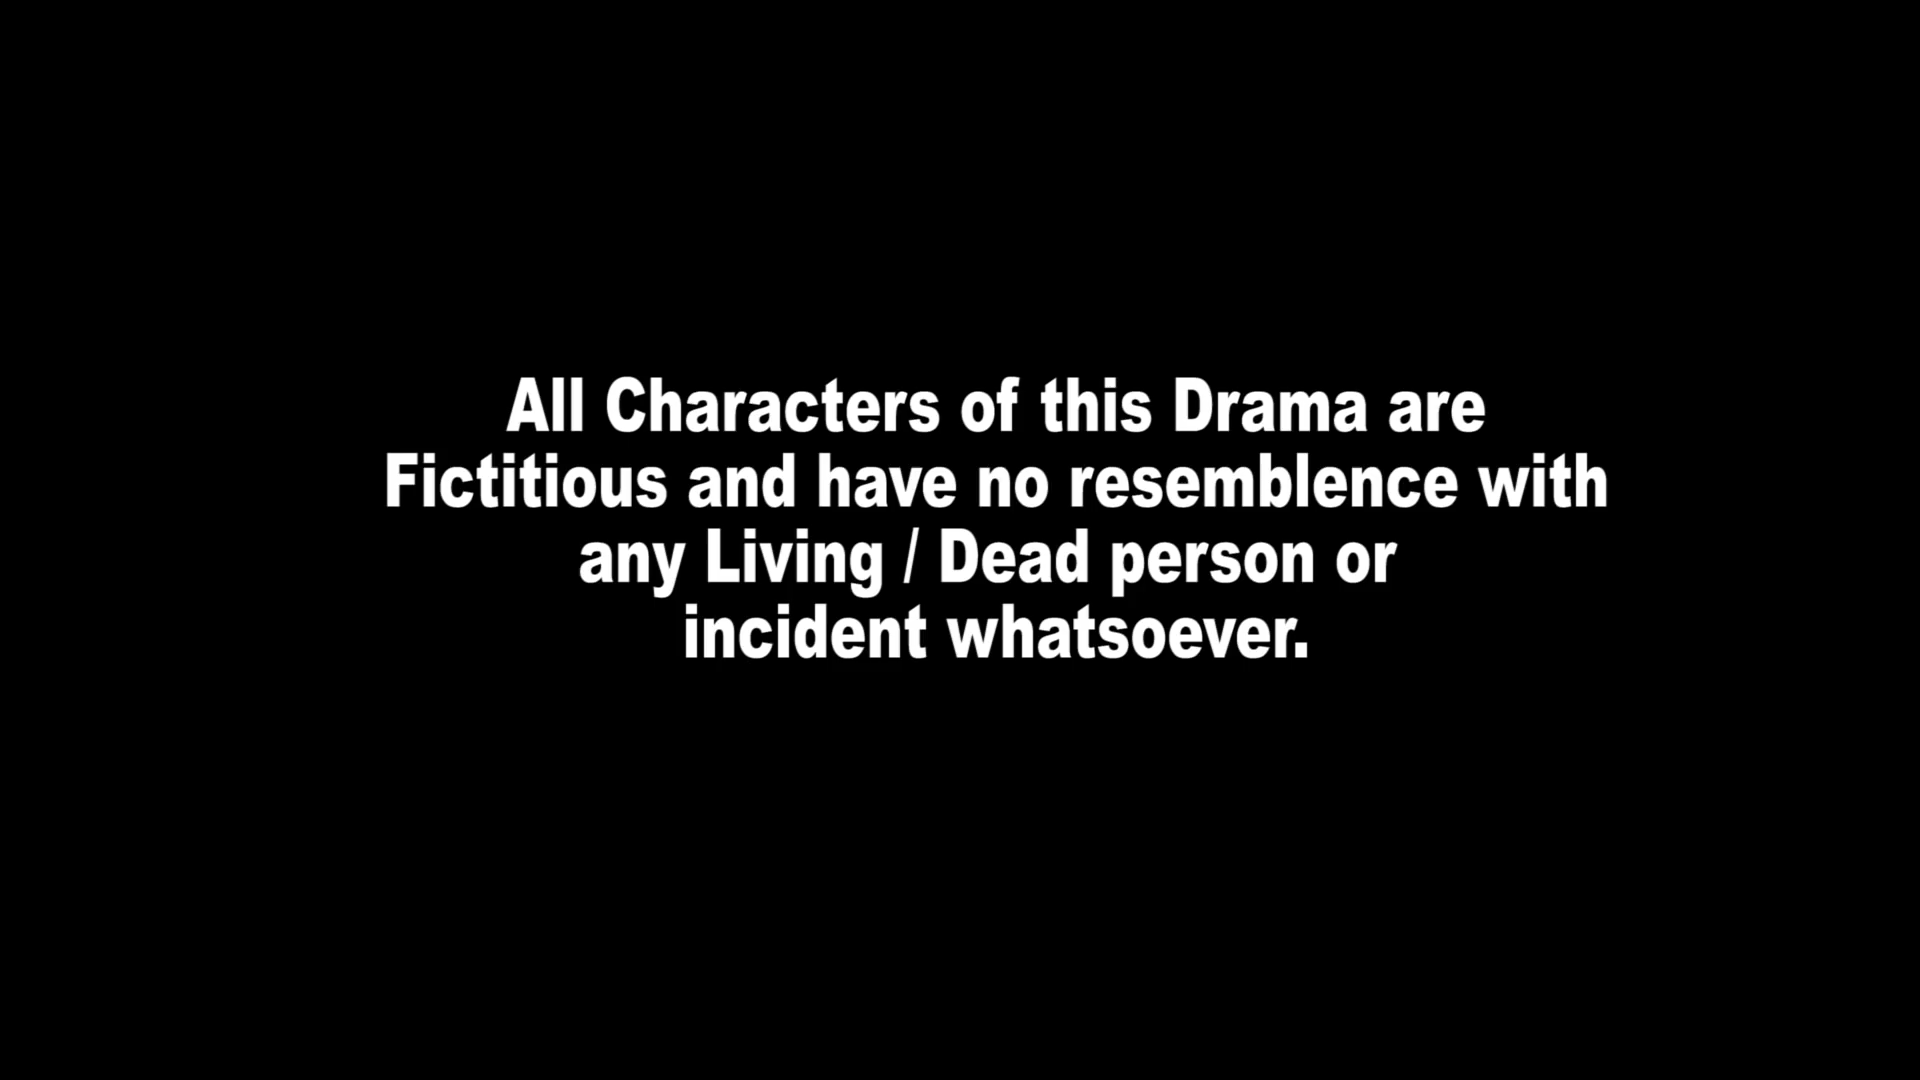 All Characters of this Drama are
Fictitious and have no resemblence with
any Living / Dead person or
incident whatsoever.